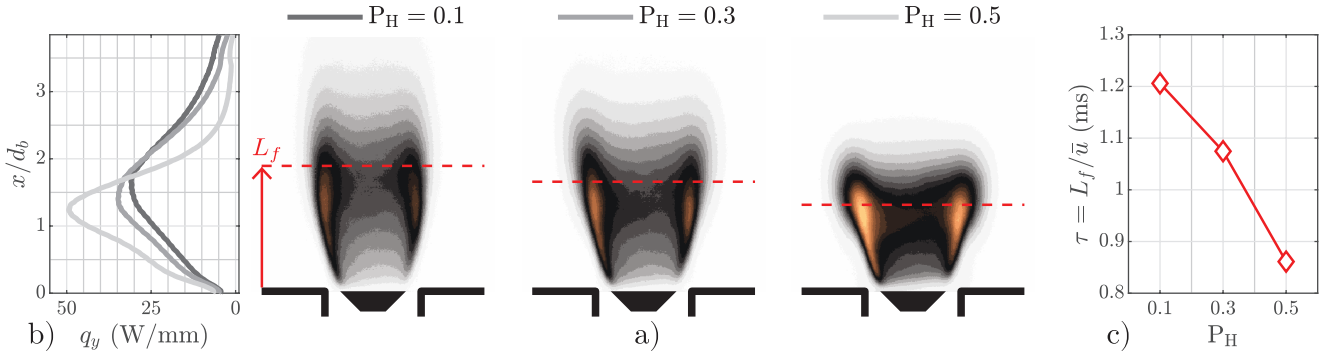 P_H = 0.1
P_H = 0.3
P_H = 0.5
x/d_b
3
2
1
0
50
25
0
b) q_y (W/mm)
L_f
a)
τ = L_f/ū (ms)
1.3
1.2
1.1
1
0.9
0.8
0.1
0.3
0.5
c) P_H